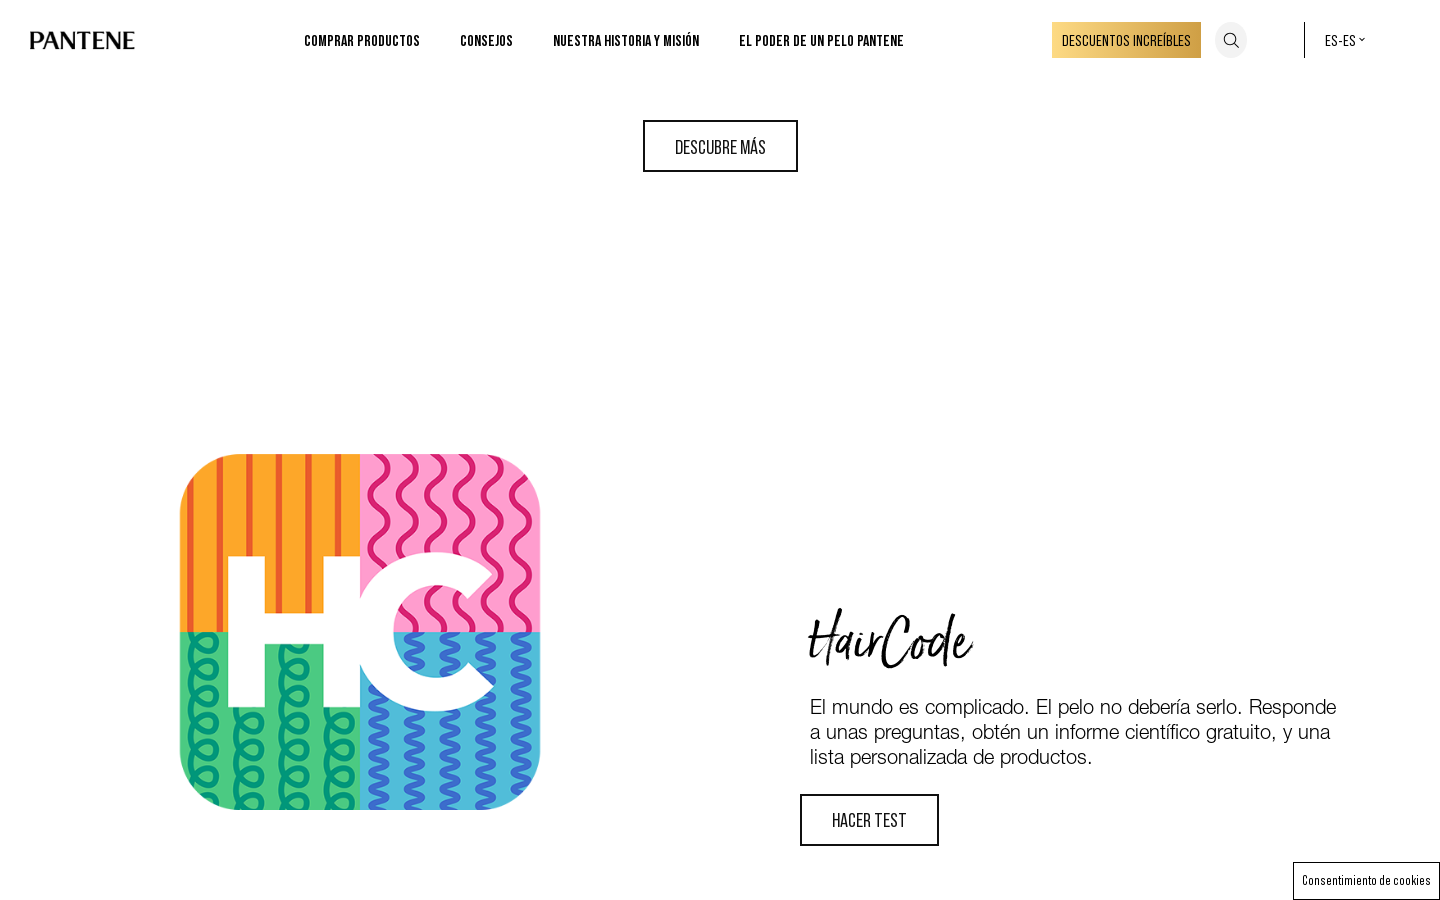 PANTENE
COMPRAR PRODUCTOS
CONSEJOS
NUESTRA HISTORIA Y MISIÓN
EL PODER DE UN PELO PANTENE
DESCUENTOS INCREÍBLES
ES-ES
DESCUBRE MÁS
HC
HairCode
El mundo es complicado. El pelo no debería serlo. Responde
a unas preguntas, obtén un informe científico gratuito, y una
lista personalizada de productos.
HACER TEST
Consentimiento de cookies